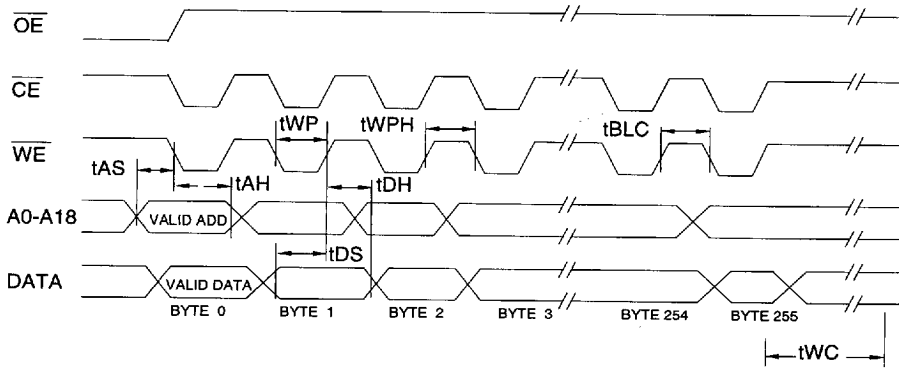 OE
CE
tWP tWPH tBLC
WE
tAS tAH tDH
A0-A18 VALID ADD
tDS
DATA VALID DATA
BYTE 0 BYTE 1 BYTE 2 BYTE 3 BYTE 254 BYTE 255
tWC